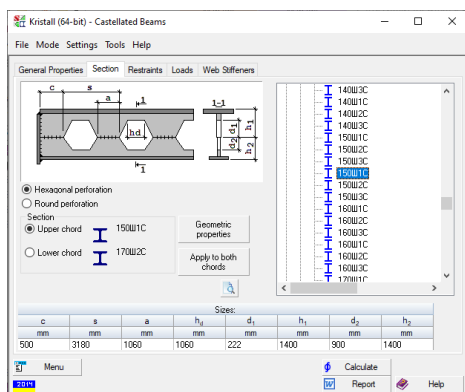 Kristall (64-bit) - Castellated Beams
File Mode Settings Tools Help
General Properties Section Restraints Loads Web Stiffeners
c s 1 1-1
a
hd d1 h1
d2 h2
1
Hexagonal perforation
Round perforation
Section
Upper chord 150Ш1С
Lower chord 170Ш2С
Geometric properties
Apply to both chords
140Ш3С
140Ш1С
140Ш2С
140Ш3С
150Ш1С
150Ш2С
150Ш3С
150Ш1С
150Ш2С
150Ш3С
160Ш1С
160Ш2С
160Ш3С
160Ш1С
160Ш2С
160Ш3С
170Ш1С
Sizes:
c s a hd d1 h1 d2 h2
mm mm mm mm mm mm mm mm
500 3180 1060 1060 222 1400 900 1400
Menu Calculate
2014 Report Help